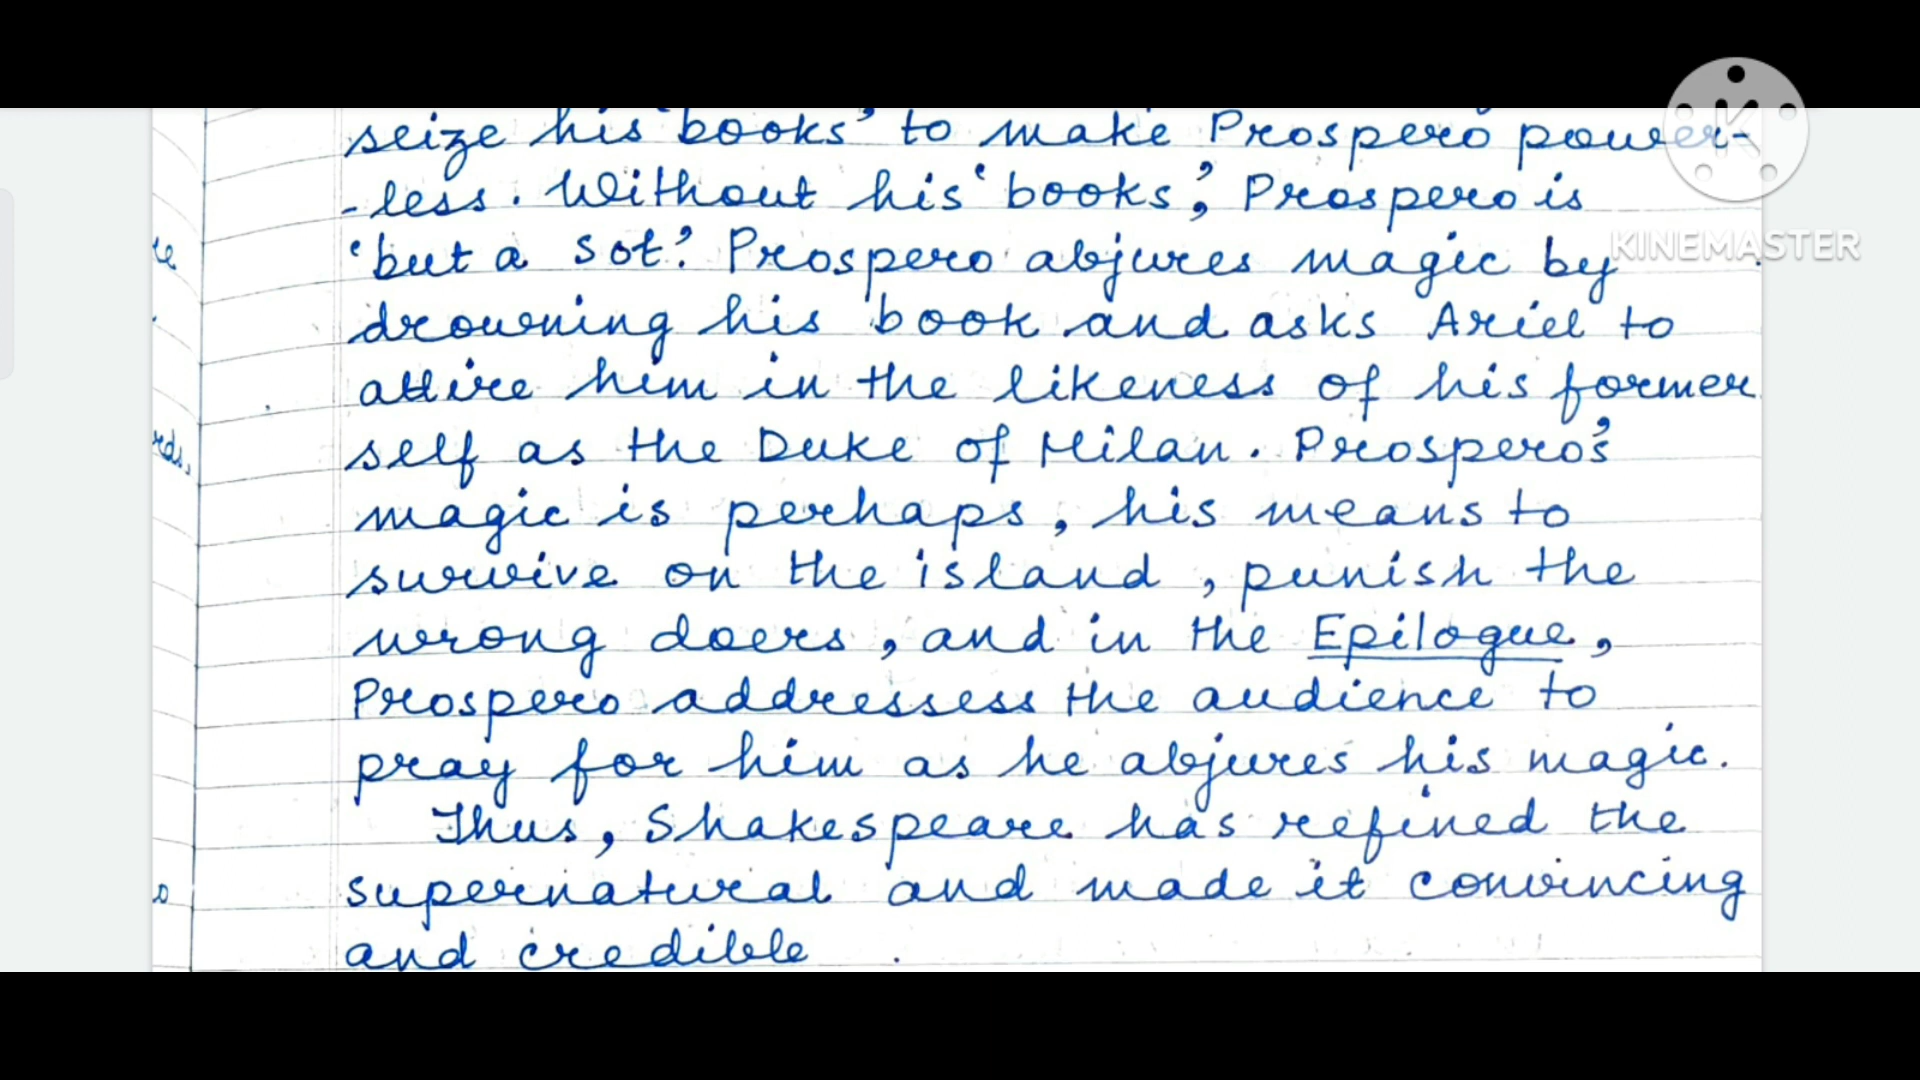 seize his 'books' to make Prospero power-
-less. Without his 'books', Prospero is
'but a sot'. Prospero abjures magic by
drowning his book and asks Ariel to
attire him in the likeness of his former
self as the Duke of Milan. Prospero's
magic is perhaps, his means to
survive on the island, punish the
wrong doers, and in the Epilogue,
Prospero addressess the audience to
pray for him as he abjures his magic.
Thus, Shakespeare has refined the
supernatural and made it convincing
and credible.
KINEMASTER